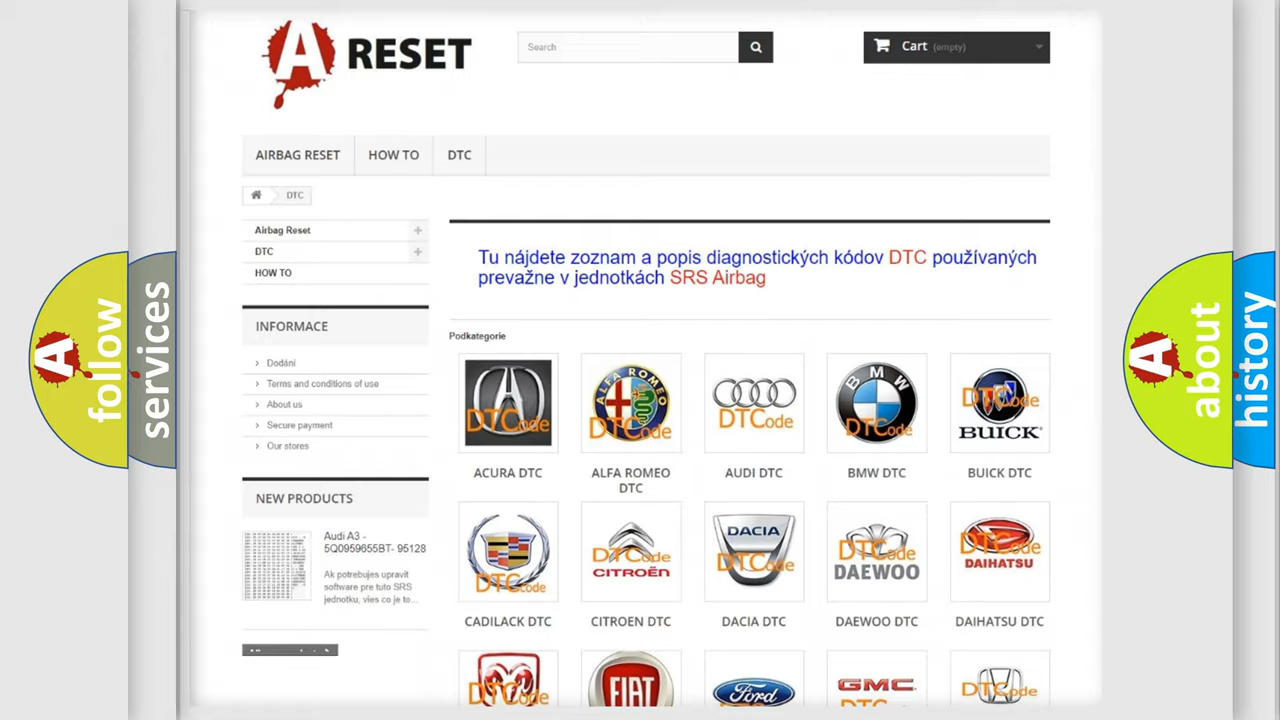 A RESET
Search
Cart (empty)
AIRBAG RESET
HOW TO
DTC
DTC
Airbag Reset
DTC
HOW TO
INFORMACE
Dodání
Terms and conditions of use
About us
Secure payment
Our stores
NEW PRODUCTS
Audi A3 -
5Q0959655BT- 95128
Ak potrebujes upravit
software pre tuto SRS
jednotku, vies co je to...
Tu nájdete zoznam a popis diagnostických kódov DTC používaných
prevažne v jednotkách SRS Airbag
Podkategorie
DTCode
ALFA ROMEO
DTCode
DTCode
BMW
DTCode
DTCode
BUICK
ACURA DTC
ALFA ROMEO
DTC
AUDI DTC
BMW DTC
BUICK DTC
DTCode
DTCode
CITROËN
DACIA
DTCode
DTCode
DAEWOO
DTCode
DAIHATSU
CADILACK DTC
CITROEN DTC
DACIA DTC
DAEWOO DTC
DAIHATSU DTC
DTCode
FIAT
Ford
GMC
DTCode
A follow
services
A about
history